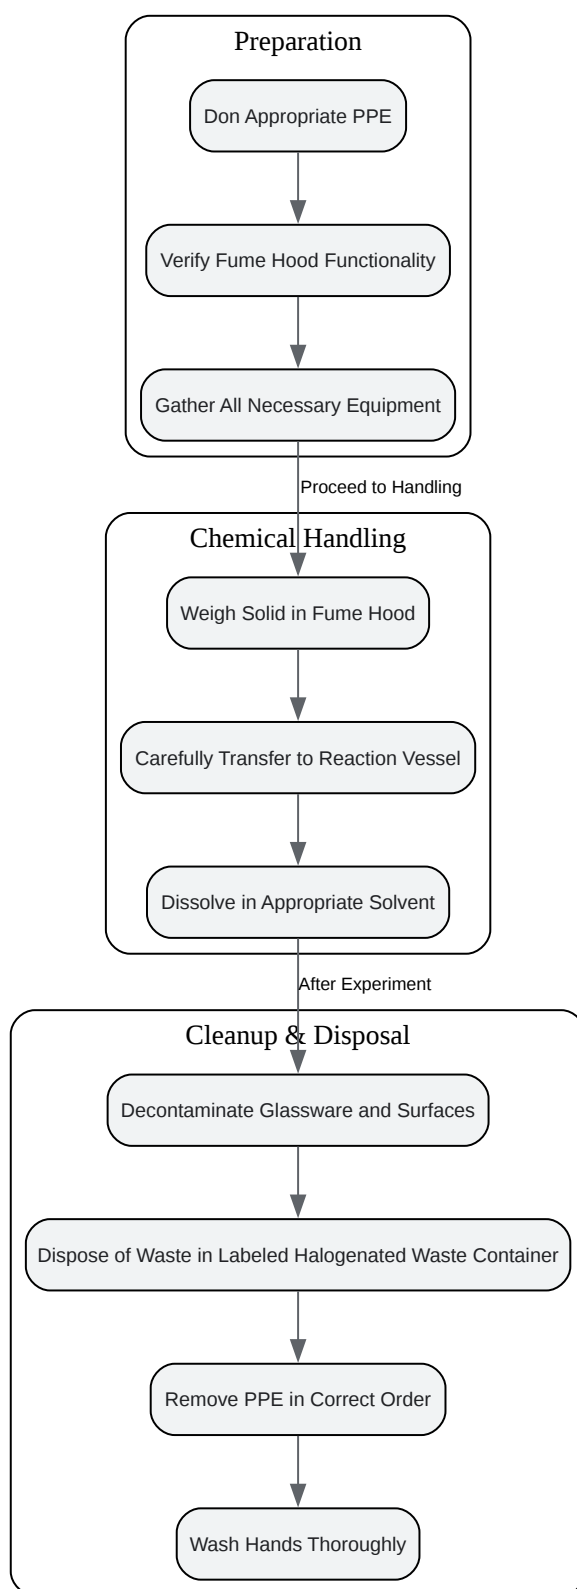 Preparation
Don Appropriate PPE
Verify Fume Hood Functionality
Gather All Necessary Equipment
Proceed to Handling
Chemical Handling
Weigh Solid in Fume Hood
Carefully Transfer to Reaction Vessel
Dissolve in Appropriate Solvent
After Experiment
Cleanup & Disposal
Decontaminate Glassware and Surfaces
Dispose of Waste in Labeled Halogenated Waste Container
Remove PPE in Correct Order
Wash Hands Thoroughly